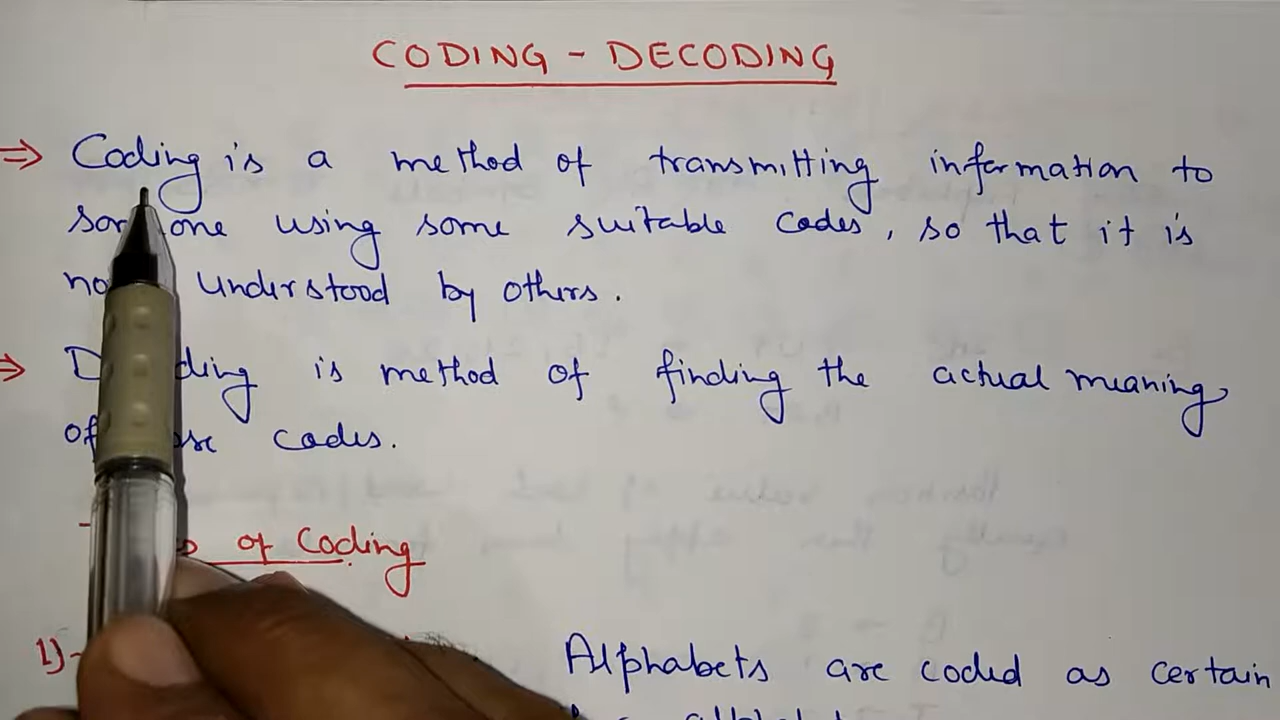 CODING - DECODING
⇒ Coding is a method of transmitting information to
one using some suitable codes, so that it is
understood by others.
⇒ is method of finding the actual meaning
of codes.
of Coding
1) Alphabets are coded as certain